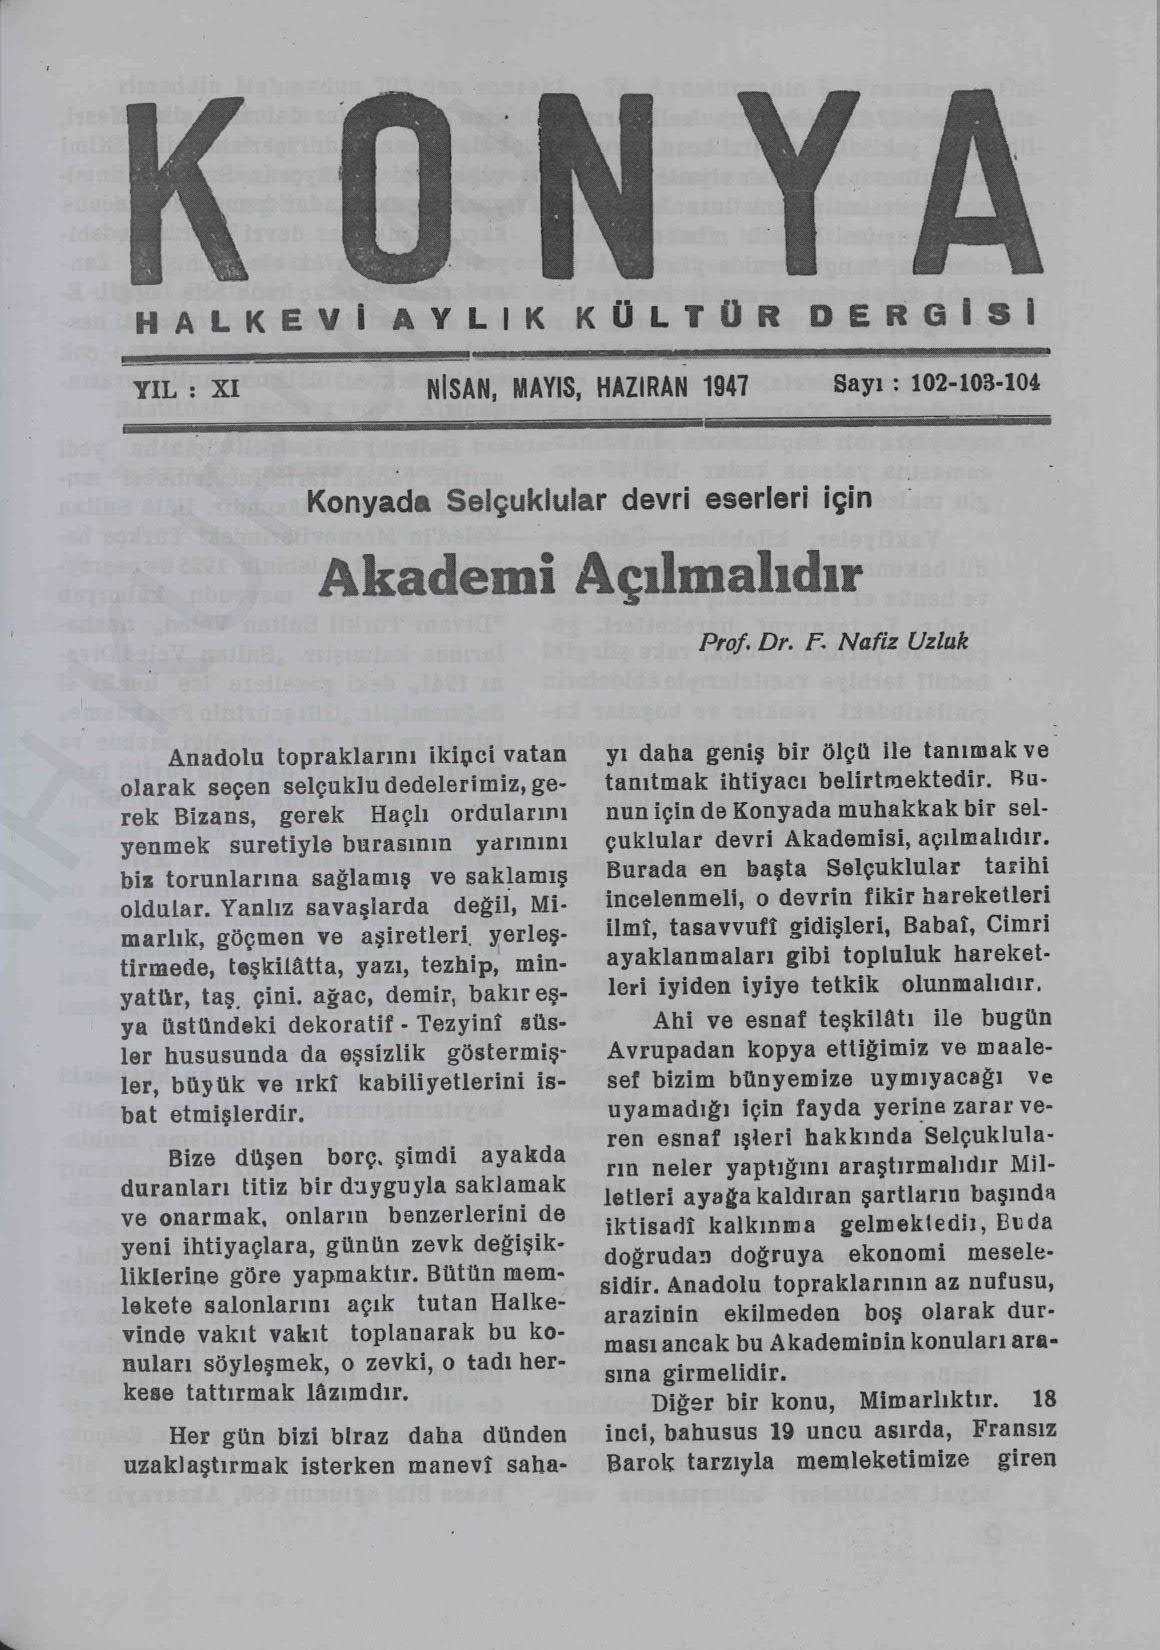 KONYA
HALKEVİ AYLIK KÜLTÜR DERGİSİ
YIL : XI
NİSAN, MAYIS, HAZIRAN 1947
Sayı : 102-103-104
Konyada Selçuklular devri eserleri için
Akademi Açılmalıdır
Prof. Dr. F. Nafiz Uzluk
Anadolu topraklarını ikinci vatan
olarak seçen selçuklu dedelerimiz, ge-
rek Bizans, gerek Haçlı ordularını
yenmek suretiyle burasının yarınını
biz torunlarına sağlamış ve saklamış
oldular. Yanlız savaşlarda değil, Mi-
marlık, göçmen ve aşiretleri yerleş-
tirmede, teşkilâtta, yazı, tezhip, min-
yatür, taş. çini. ağac, demir, bakır eş-
ya üstündeki dekoratif - Tezyinî süs-
ler hususunda da eşsizlik göstermiş-
ler, büyük ve ırkî kabiliyetlerini is-
bat etmişlerdir.
Bize düşen borç. şimdi ayakda
duranları titiz bir duyguyla saklamak
ve onarmak, onların benzerlerini de
yeni ihtiyaçlara, günün zevk değişik-
liklerine göre yapmaktır. Bütün mem-
lekete salonlarını açık tutan Halke-
vinde vakıt vakıt toplanarak bu ko-
nuları söyleşmek, o zevki, o tadı her-
kese tattırmak lâzımdır.
Her gün bizi biraz daha dünden
uzaklaştırmak isterken manevî saha-
yı daha geniş bir ölçü ile tanımak ve
tanıtmak ihtiyacı belirtmektedir. Bu-
nun için de Konyada muhakkak bir sel-
çuklular devri Akademisi, açılmalıdır.
Burada en başta Selçuklular tarihi
incelenmeli, o devrin fikir hareketleri
ilmî, tasavvufî gidişleri, Babaî, Cimri
ayaklanmaları gibi topluluk hareket-
leri iyiden iyiye tetkik olunmalıdır.
Ahi ve esnaf teşkilâtı ile bugün
Avrupadan kopya ettiğimiz ve maale-
sef bizim bünyemize uymıyacağı ve
uyamadığı için fayda yerine zarar ve-
ren esnaf işleri hakkında Selçuklula-
rın neler yaptığını araştırmalıdır Mil-
letleri ayağa kaldıran şartların başında
iktisadî kalkınma gelmektedir, Buda
doğrudan doğruya ekonomi mesele-
sidir. Anadolu topraklarının az nufusu,
arazinin ekilmeden boş olarak dur-
ması ancak bu Akademinin konuları ara-
sına girmelidir.
Diğer bir konu, Mimarlıktır. 18
inci, bahusus 19 uncu asırda, Fransız
Barok tarzıyla memleketimize giren